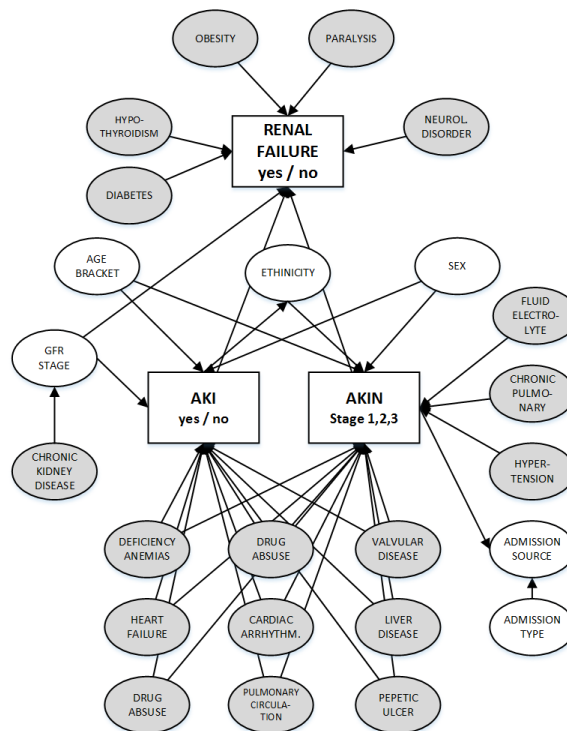 OBESITY
PARALYSIS
HYPO-
THYROIDISM
RENAL
FAILURE
yes / no
NEUROL.
DISORDER
DIABETES
AGE
BRACKET
ETHINICITY
SEX
FLUID
ELECTRO-
LYTE
GFR
STAGE
AKI
yes / no
AKIN
Stage 1,2,3
CHRONIC
PULMO-
NARY
CHRONIC
KIDNEY
DISEASE
HYPER-
TENSION
DEFICIENCY
ANEMIAS
DRUG
ABSUSE
VALVULAR
DISEASE
ADMISSION
SOURCE
HEART
FAILURE
CARDIAC
ARRHYTHM.
LIVER
DISEASE
ADMISSION
TYPE
DRUG
ABSUSE
PULMONARY
CIRCULA-
TION
PEPETIC
ULCER